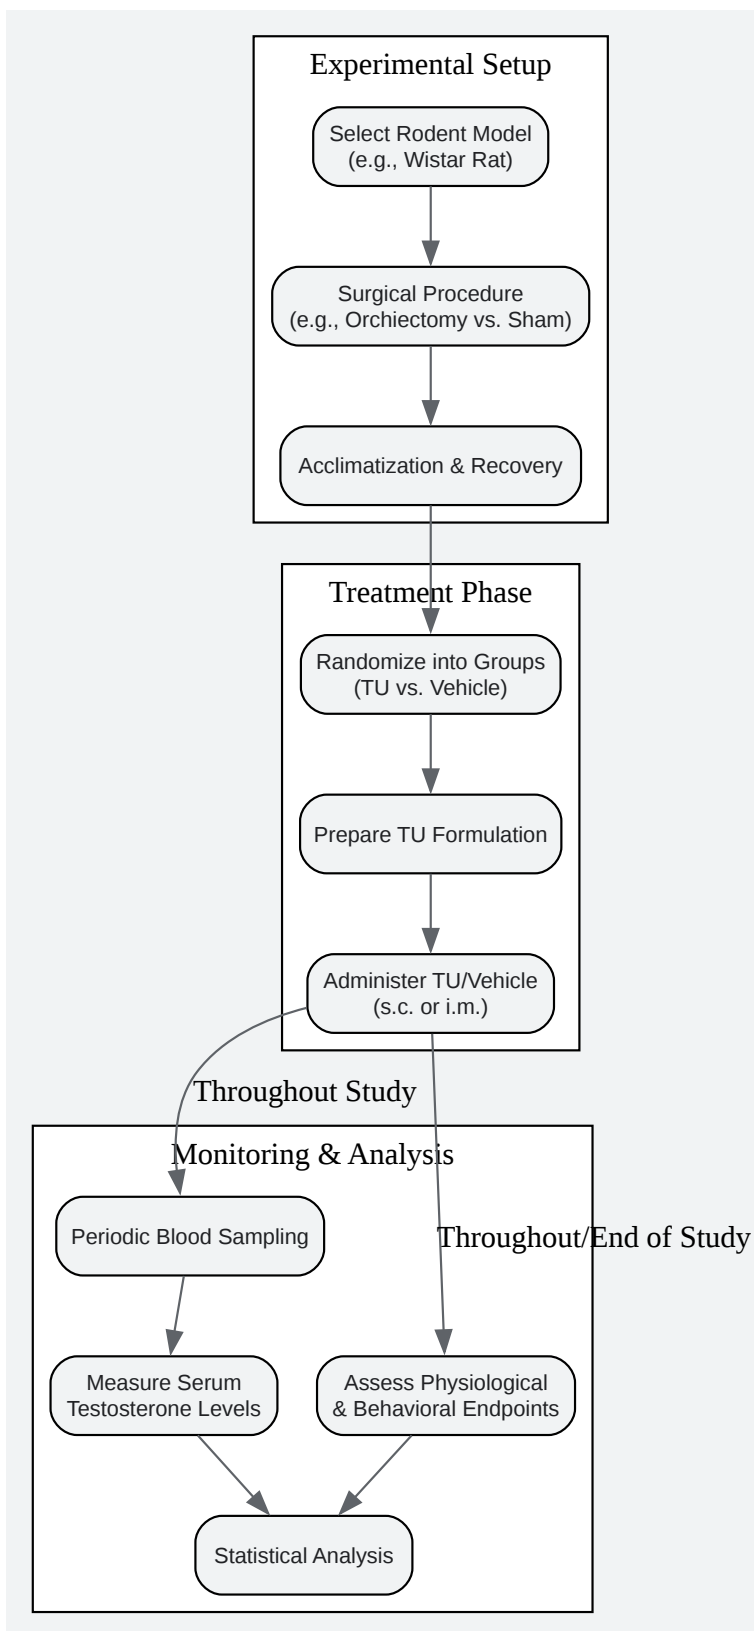 Experimental Setup
Select Rodent Model
(e.g., Wistar Rat)
Surgical Procedure
(e.g., Orchiectomy vs. Sham)
Acclimatization & Recovery
Treatment Phase
Randomize into Groups
(TU vs. Vehicle)
Prepare TU Formulation
Administer TU/Vehicle
(s.c. or i.m.)
Throughout Study
Monitoring & Analysis
Periodic Blood Sampling
Throughout/End of Study
Measure Serum
Testosterone Levels
Assess Physiological
& Behavioral Endpoints
Statistical Analysis